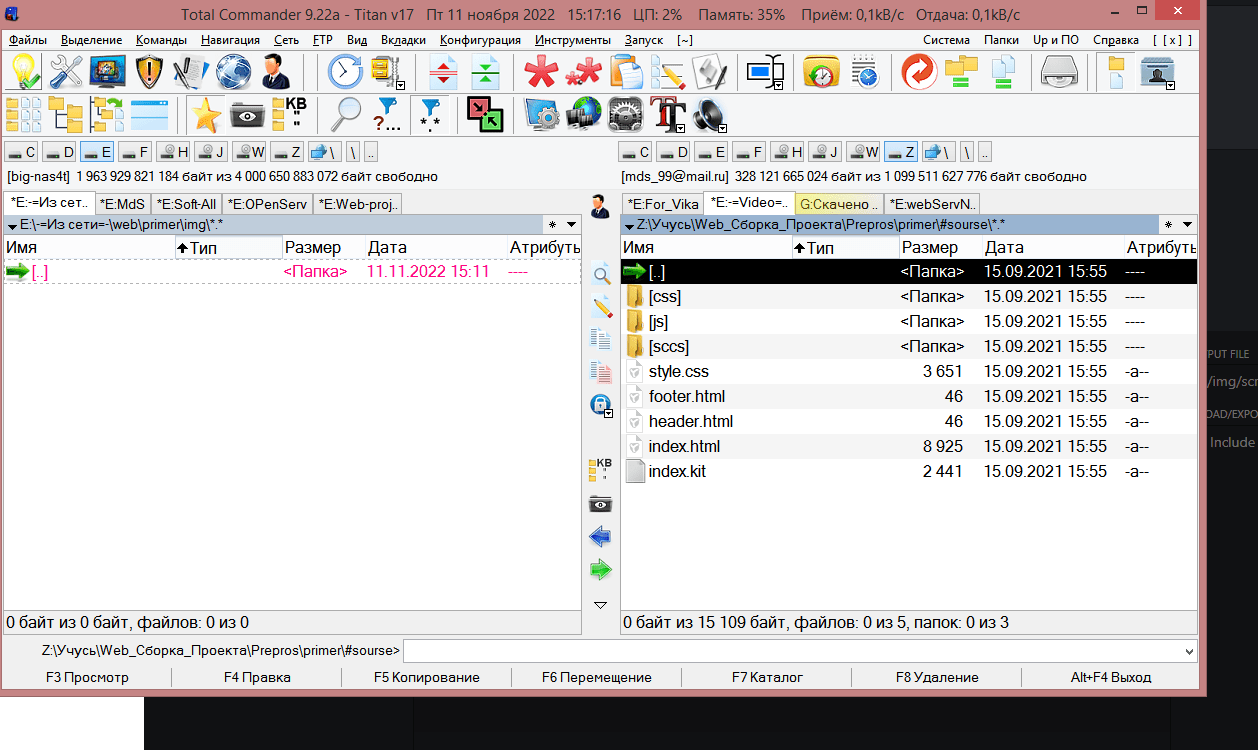 Total Commander 9.22a - Titan v17 Пт 11 ноября 2022 15:17:16 ЦП: 2% Память: 35% Приём: 0,1kB/c Отдача: 0,1kB/c
Файлы Выделение Команды Навигация Сеть FTP Вид Вкладки Конфигурация Инструменты Запуск [~] Система Папки Up и ПО Справка [ [ x ] ]
KB
?...
*.*
C D E F H J W Z \ \ .. C D E F H J W Z \ \ ..
[big-nas4t] 1 963 929 821 184 байт из 4 000 650 883 072 байт свободно
[mds_99@mail.ru] 328 121 665 024 байт из 1 099 511 627 776 байт свободно
*E:-=Из сет.. *E:MdS *E:Soft-All *E:OPenServ *E:Web-proj..
*E:For_Vika *E:-=Video=.. G:Скачено .. *E:webServN..
E:\-=Из сети=-\web\primer\img\*.* *
Z:\Учусь\Web_Сборка_Проекта\Prepros\primer\#sourse\*.* *
Имя Тип Размер Дата Атрибуть
[..] <Папка> 11.11.2022 15:11 ----
Имя Тип Размер Дата Атрибуть
[..] <Папка> 15.09.2021 15:55 ----
[css] <Папка> 15.09.2021 15:55 ----
[js] <Папка> 15.09.2021 15:55 ----
[sccs] <Папка> 15.09.2021 15:55 ----
style.css 3 651 15.09.2021 15:55 -a--
footer.html 46 15.09.2021 15:55 -a--
header.html 46 15.09.2021 15:55 -a--
index.html 8 925 15.09.2021 15:55 -a--
index.kit 2 441 15.09.2021 15:55 -a--
KB
PUT FILE
/img/scr
OAD/EXPO
Include
0 байт из 0 байт, файлов: 0 из 0
0 байт из 15 109 байт, файлов: 0 из 5, папок: 0 из 3
Z:\Учусь\Web_Сборка_Проекта\Prepros\primer\#sourse>
F3 Просмотр F4 Правка F5 Копирование F6 Перемещение F7 Каталог F8 Удаление Alt+F4 Выход